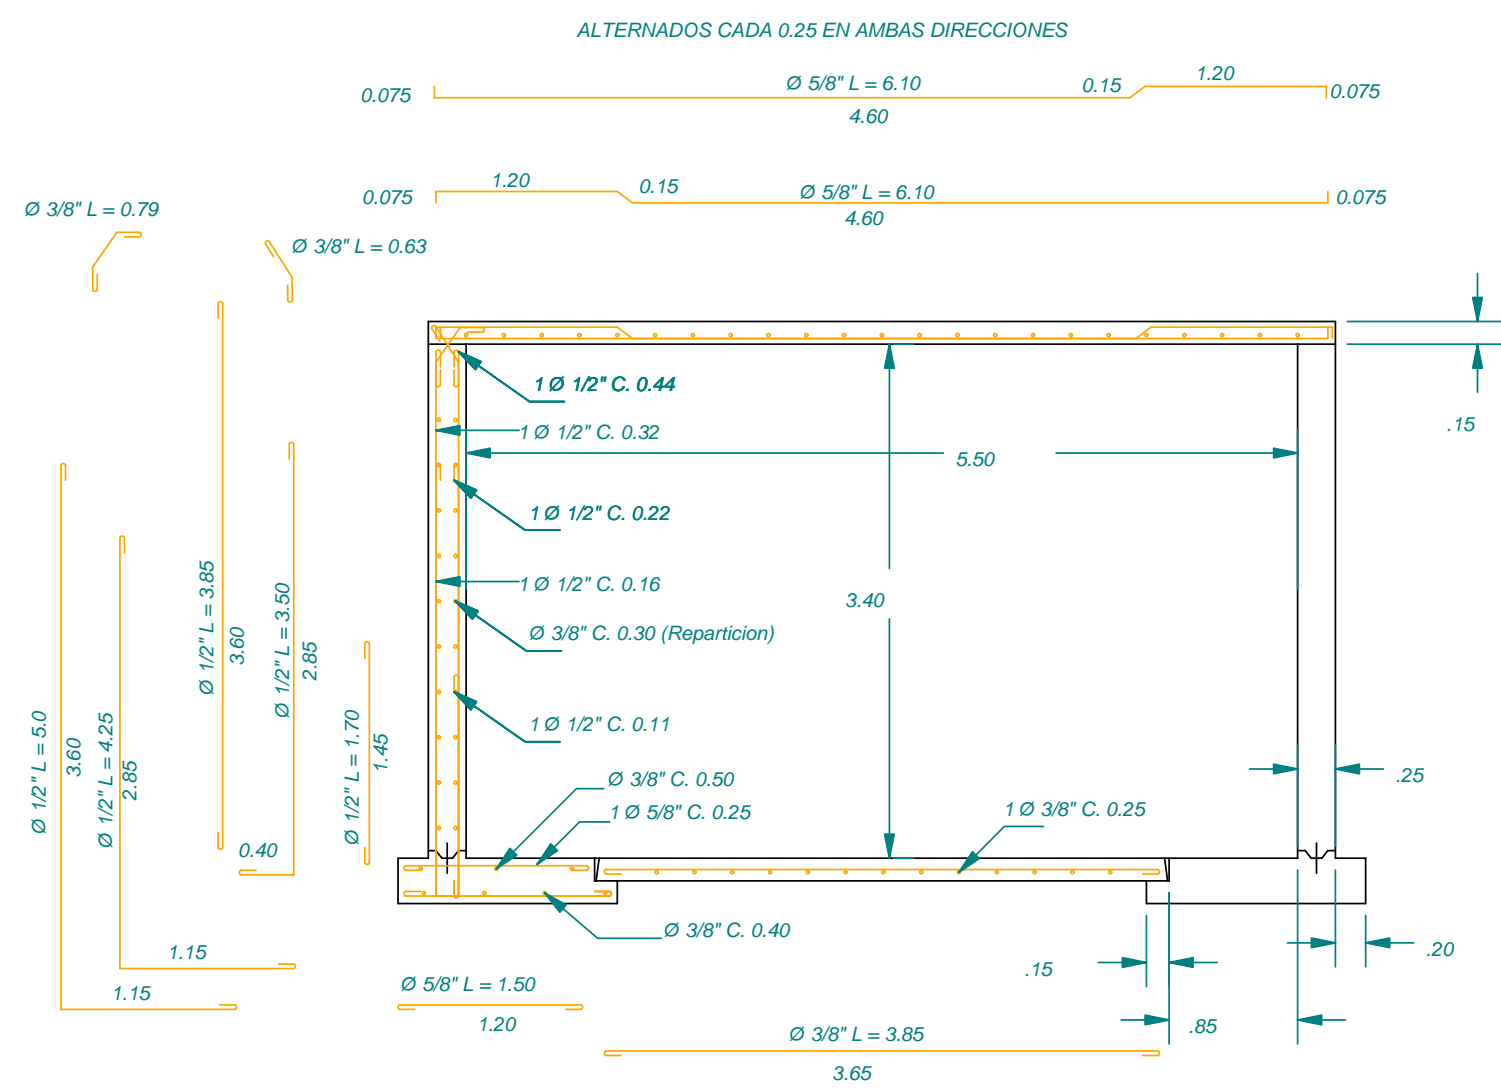 ALTERNADOS CADA 0.25 EN AMBAS DIRECCIONES
0.075
Ø 5/8" L = 6.10
0.15
1.20
0.075
4.60
0.075
1.20
0.15
Ø 5/8" L = 6.10
0.075
4.60
Ø 3/8" L = 0.79
Ø 3/8" L = 0.63
1 Ø 1/2" C. 0.44
1 Ø 1/2" C. 0.32
5.50
.15
1 Ø 1/2" C. 0.22
1 Ø 1/2" C. 0.16
3.40
Ø 3/8" C. 0.30 (Reparticion)
1 Ø 1/2" C. 0.11
Ø 1/2" L = 5.0
3.60
Ø 1/2" L = 4.25
2.85
Ø 1/2" L = 3.85
3.60
Ø 1/2" L = 3.50
2.85
Ø 1/2" L = 1.70
1.45
Ø 3/8" C. 0.50
1 Ø 5/8" C. 0.25
1 Ø 3/8" C. 0.25
.25
0.40
Ø 3/8" C. 0.40
1.15
1.15
Ø 5/8" L = 1.50
1.20
.15
.20
.85
Ø 3/8" L = 3.85
3.65